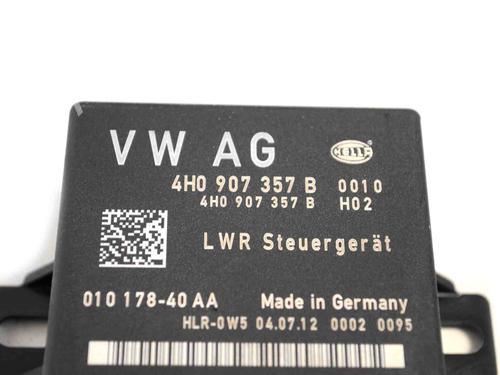 VW AG HELLA
4H0 907 357 B 0010
4H0 907 357 B H02
LWR Steuergerät
010 178-40 AA Made in Germany
HLR-0W5 04.07.12 0002 0095